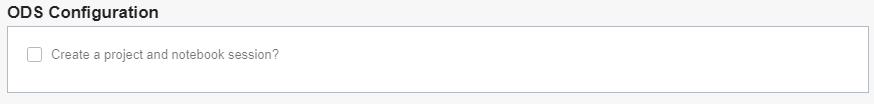 ODS Configuration
Create a project and notebook session?